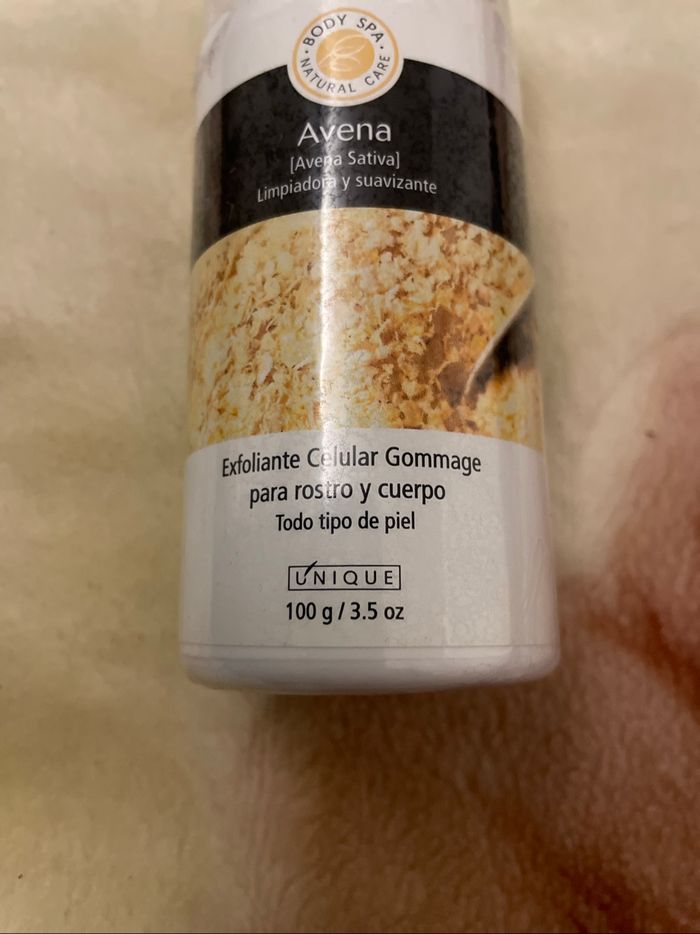 BODY SPA
NATURAL CARE
Avena
[Avena Sativa]
Limpiadora y suavizante
Exfoliante Celular Gommage
para rostro y cuerpo
Todo tipo de piel
UNIQUE
100 g / 3.5 oz